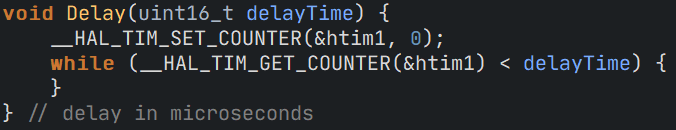 void Delay(uint16_t delayTime) {
    __HAL_TIM_SET_COUNTER(&htim1, 0);
    while (__HAL_TIM_GET_COUNTER(&htim1) < delayTime) {
    }
} // delay in microseconds